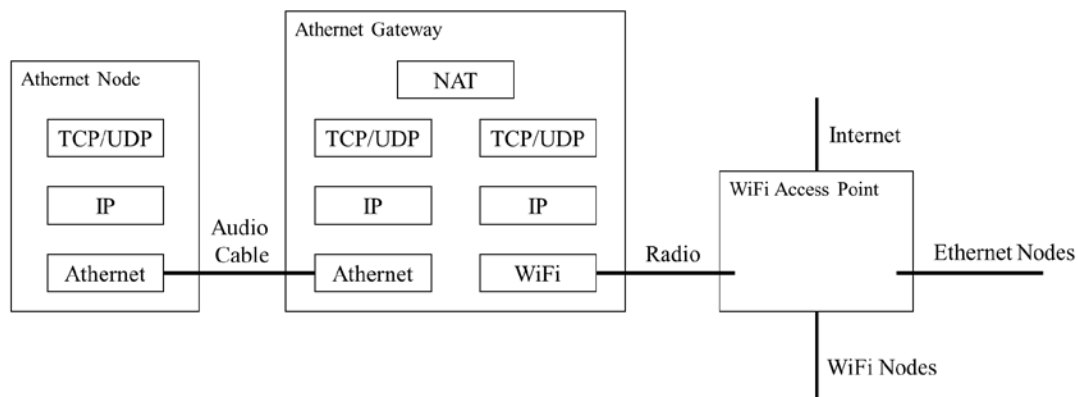 Athernet Node
TCP/UDP
IP
Athernet
Audio
Cable
Athernet Gateway
NAT
TCP/UDP
TCP/UDP
IP
IP
Athernet
WiFi
Radio
Internet
WiFi Access Point
Ethernet Nodes
WiFi Nodes